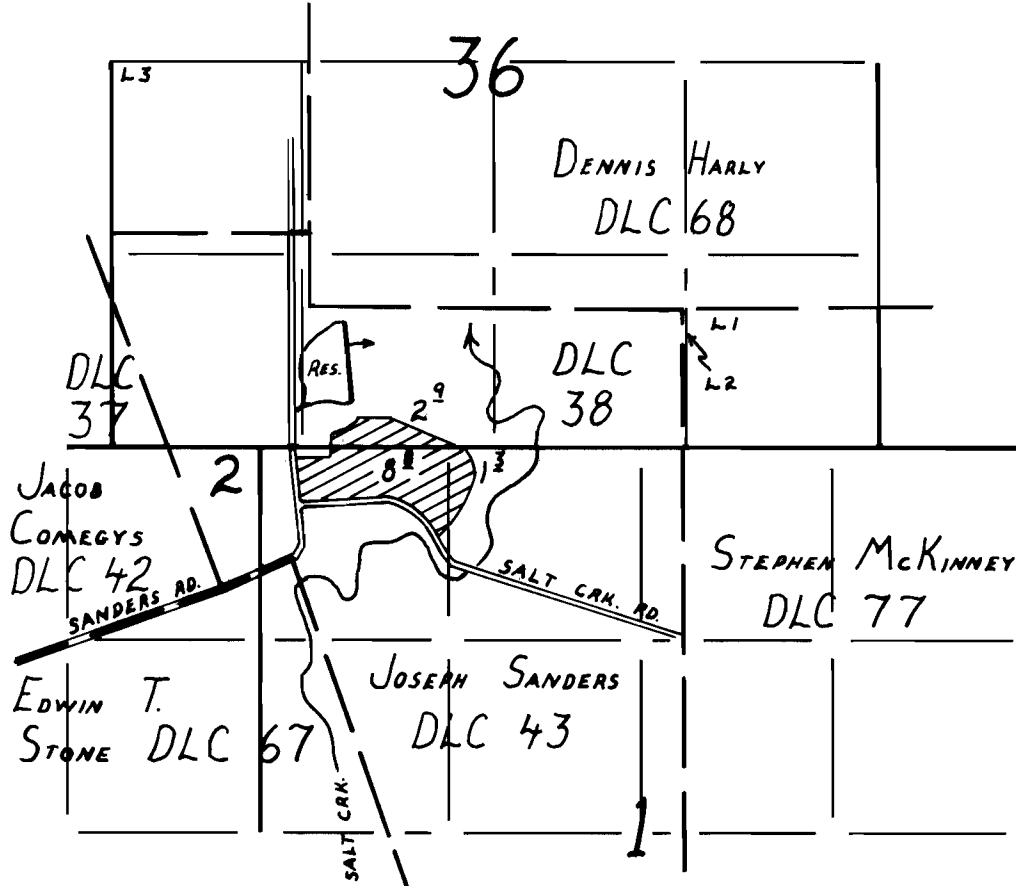 36
L3
DENNIS HARLY
DLC 68
L1
L2
RES.
DLC
38
DLC
37
2 9
8
1 3
2
JACOB
COMEGYS
DLC 42
SANDERS RD.
SALT CRK. RD.
STEPHEN MCKINNEY
DLC 77
EDWIN T.
STONE DLC 67
JOSEPH SANDERS
DLC 43
SALT CRK.
1